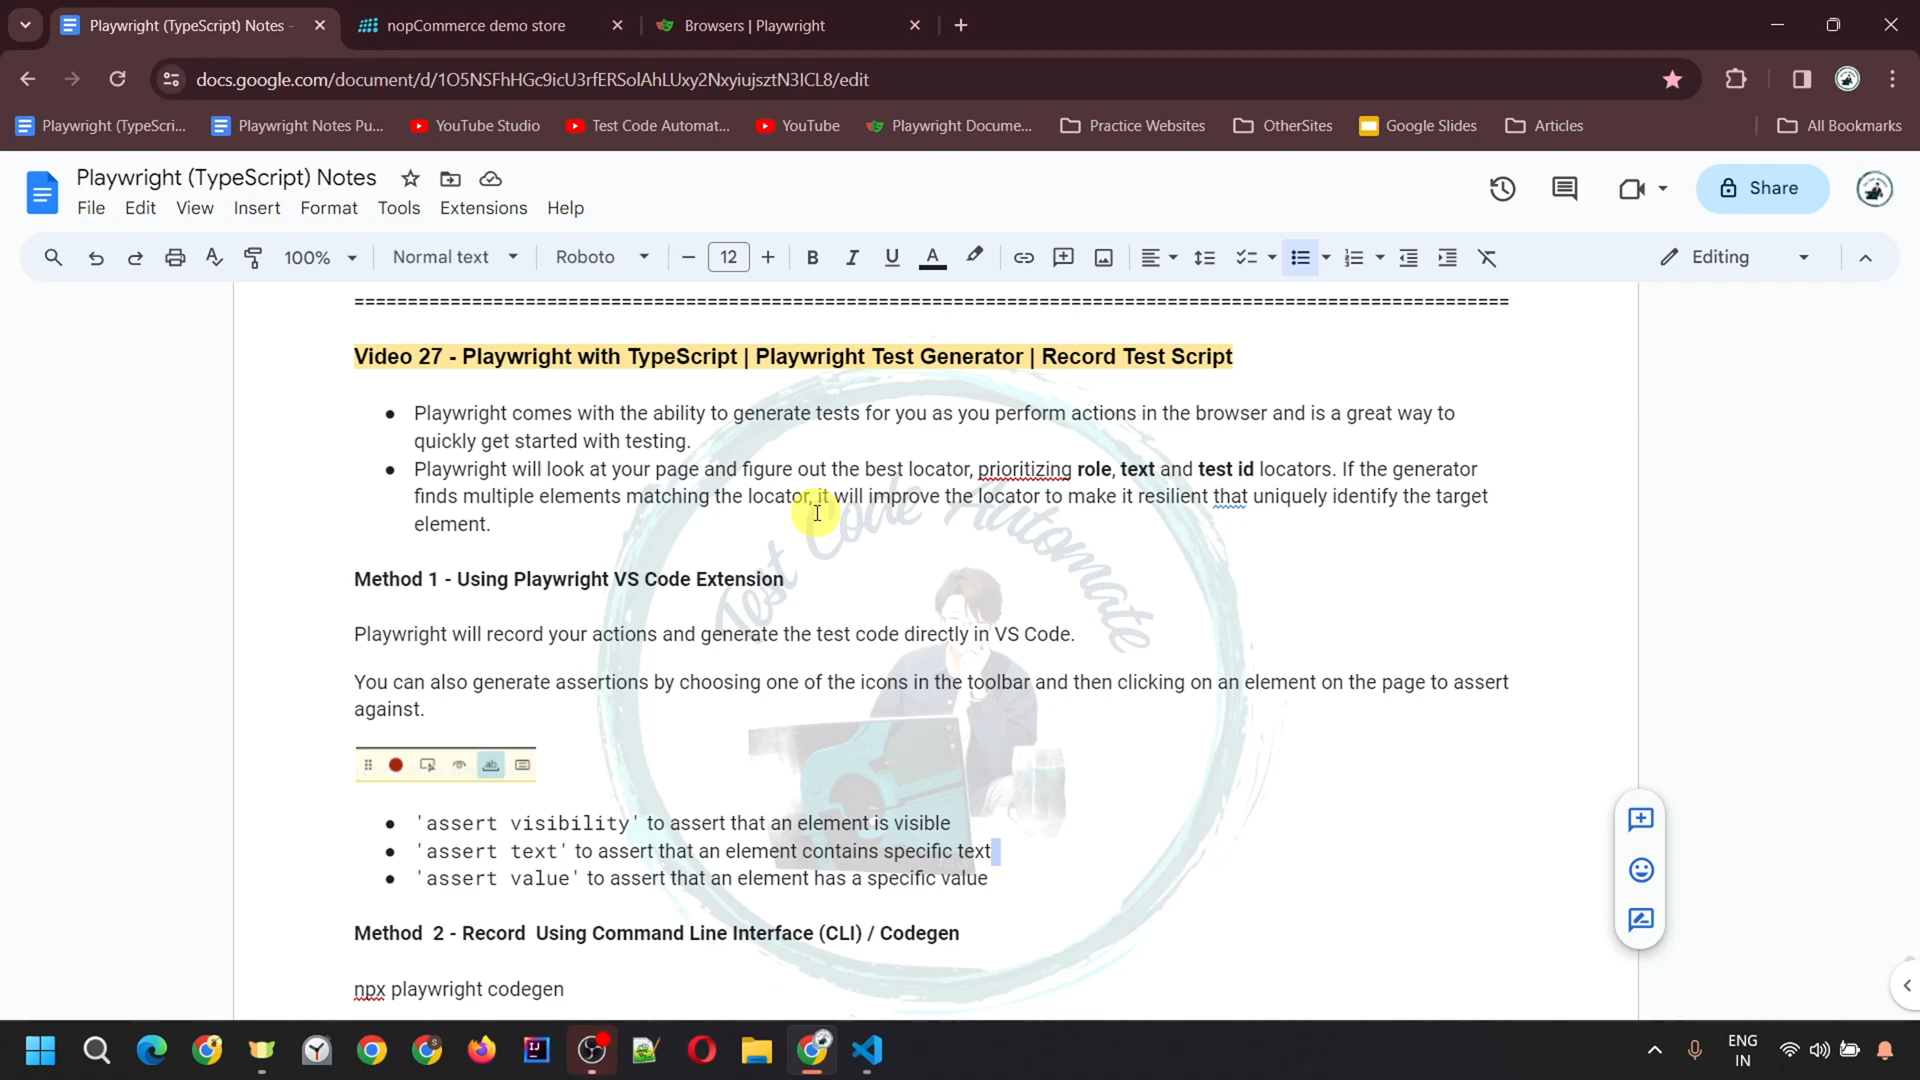 Playwright (TypeScript) Notes -
nopCommerce demo store
Browsers | Playwright
docs.google.com/document/d/1O5NSFhHGc9icU3rfERSolAhLUxy2NxyiujsztN3ICL8/edit
Playwright (TypeScri...
Playwright Notes Pu...
YouTube Studio
Test Code Automat...
YouTube
Playwright Docume...
Practice Websites
OtherSites
Google Slides
Articles
All Bookmarks
Playwright (TypeScript) Notes
Share
File Edit View Insert Format Tools Extensions Help
100% Normal text Roboto 12 Editing
==============================================================================================================
Video 27 - Playwright with TypeScript | Playwright Test Generator | Record Test Script
● Playwright comes with the ability to generate tests for you as you perform actions in the browser and is a great way to
quickly get started with testing.
● Playwright will look at your page and figure out the best locator, prioritizing role, text and test id locators. If the generator
finds multiple elements matching the locator, it will improve the locator to make it resilient that uniquely identify the target
element.
Test Code Automate
Method 1 - Using Playwright VS Code Extension
Playwright will record your actions and generate the test code directly in VS Code.
You can also generate assertions by choosing one of the icons in the toolbar and then clicking on an element on the page to assert
against.
ab
● 'assert visibility' to assert that an element is visible
● 'assert text' to assert that an element contains specific text
● 'assert value' to assert that an element has a specific value
Method 2 - Record Using Command Line Interface (CLI) / Codegen
npx playwright codegen
ENG
IN